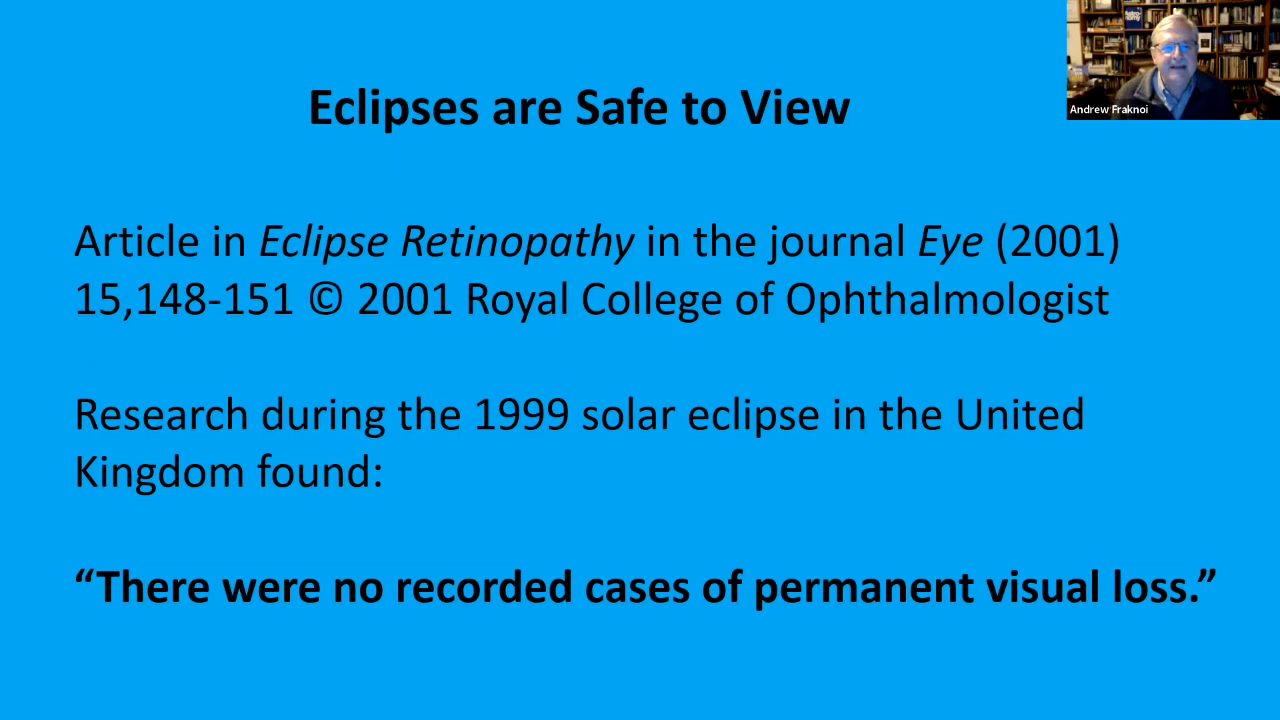 Eclipses are Safe to View
Andrew Fraknoi
Article in Eclipse Retinopathy in the journal Eye (2001)
15,148-151 © 2001 Royal College of Ophthalmologist
Research during the 1999 solar eclipse in the United
Kingdom found:
“There were no recorded cases of permanent visual loss.”